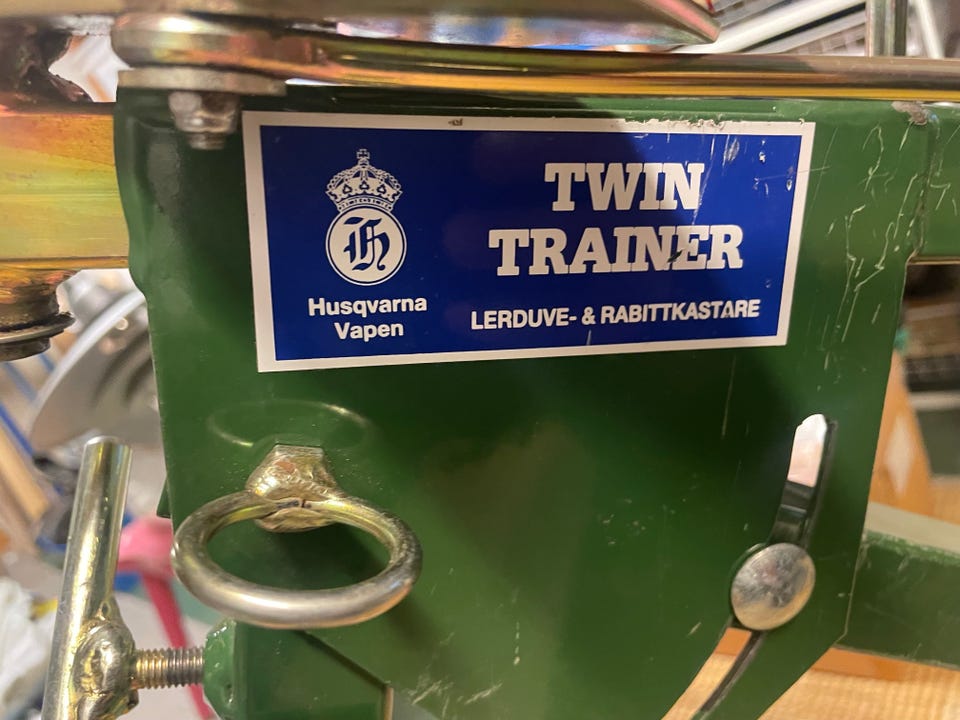 TWIN
TRAINER
Husqvarna
Vapen
LERDUVE- & RABITTKASTARE